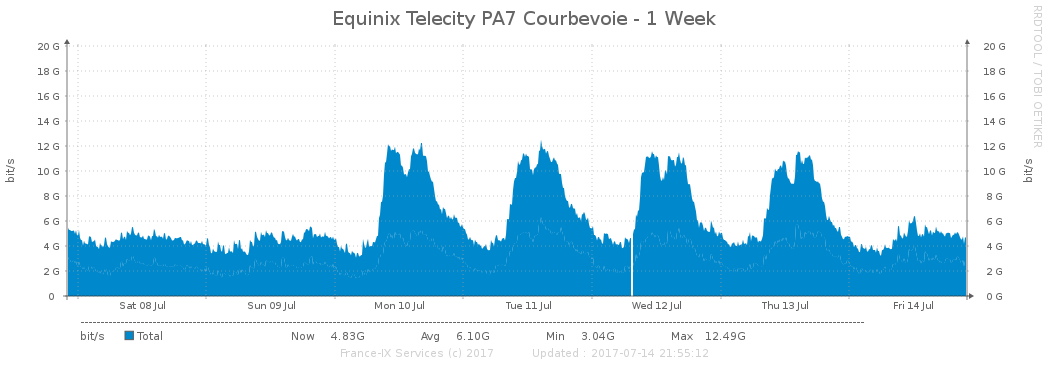 Equinix Telecity PA7 Courbevoie - 1 Week
RRDTOOL / TOBI OETIKER
bit/s
bit/s
20 G 20 G
18 G 18 G
16 G 16 G
14 G 14 G
12 G 12 G
10 G 10 G
8 G 8 G
6 G 6 G
4 G 4 G
2 G 2 G
0 0 G
Sat 08 Jul Sun 09 Jul Mon 10 Jul Tue 11 Jul Wed 12 Jul Thu 13 Jul Fri 14 Jul
bit/s Total Now 4.83G Avg 6.10G Min 3.04G Max 12.49G
France-IX Services (c) 2017 Updated : 2017-07-14 21:55:12